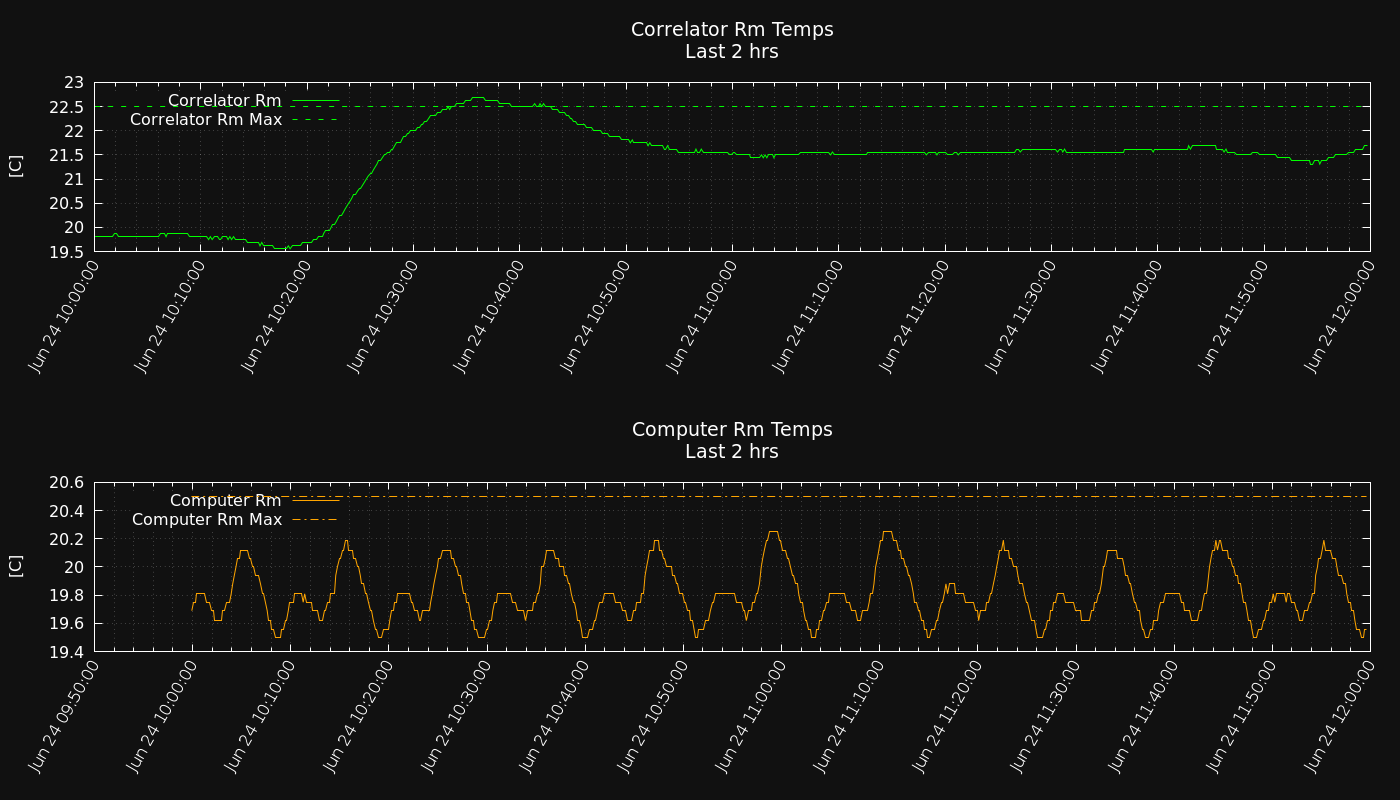 Correlator Rm Temps
Last 2 hrs
23
22.5
22
21.5
21
20.5
20
19.5
[C]
Correlator Rm
Correlator Rm Max
Jun 24 10:00:00
Jun 24 10:10:00
Jun 24 10:20:00
Jun 24 10:30:00
Jun 24 10:40:00
Jun 24 10:50:00
Jun 24 11:00:00
Jun 24 11:10:00
Jun 24 11:20:00
Jun 24 11:30:00
Jun 24 11:40:00
Jun 24 11:50:00
Jun 24 12:00:00
Computer Rm Temps
Last 2 hrs
20.6
20.4
20.2
20
19.8
19.6
19.4
[C]
Computer Rm
Computer Rm Max
Jun 24 09:50:00
Jun 24 10:00:00
Jun 24 10:10:00
Jun 24 10:20:00
Jun 24 10:30:00
Jun 24 10:40:00
Jun 24 10:50:00
Jun 24 11:00:00
Jun 24 11:10:00
Jun 24 11:20:00
Jun 24 11:30:00
Jun 24 11:40:00
Jun 24 11:50:00
Jun 24 12:00:00